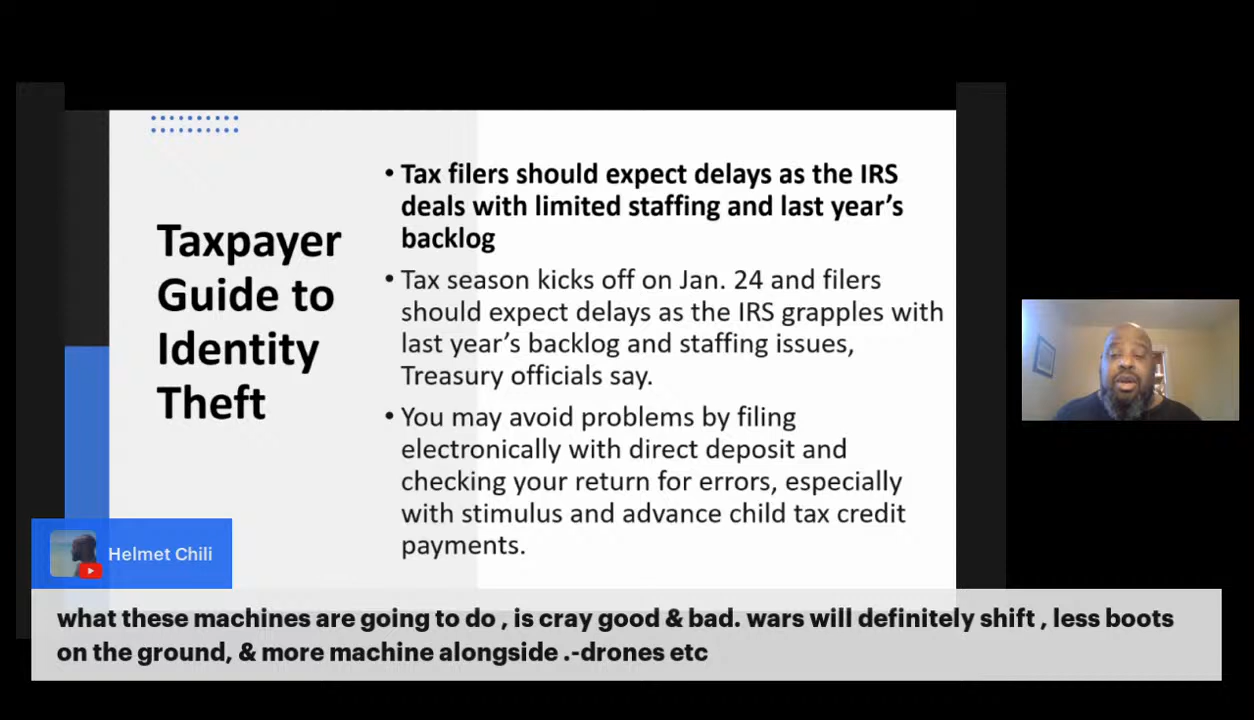 Taxpayer
Guide to
Identity
Theft
• Tax filers should expect delays as the IRS
deals with limited staffing and last year’s
backlog
• Tax season kicks off on Jan. 24 and filers
should expect delays as the IRS grapples with
last year’s backlog and staffing issues,
Treasury officials say.
• You may avoid problems by filing
electronically with direct deposit and
checking your return for errors, especially
with stimulus and advance child tax credit
payments.
Helmet Chili
what these machines are going to do , is cray good & bad. wars will definitely shift , less boots
on the ground, & more machine alongside .-drones etc